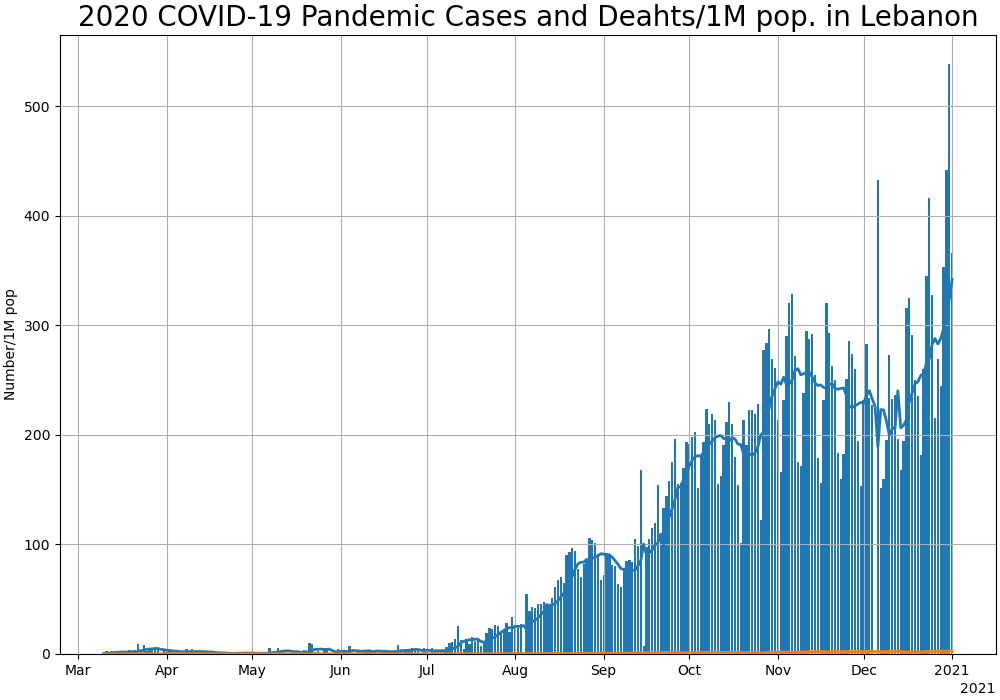 2020 COVID-19 Pandemic Cases and Deahts/1M pop. in Lebanon
Number/1M pop
500
400
300
200
100
0
Mar Apr May Jun Jul Aug Sep Oct Nov Dec 2021
2021